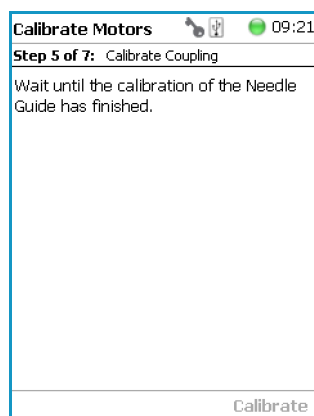 Calibrate Motors 09:21
Step 5 of 7: Calibrate Coupling
Wait until the calibration of the Needle
Guide has finished.
Calibrate